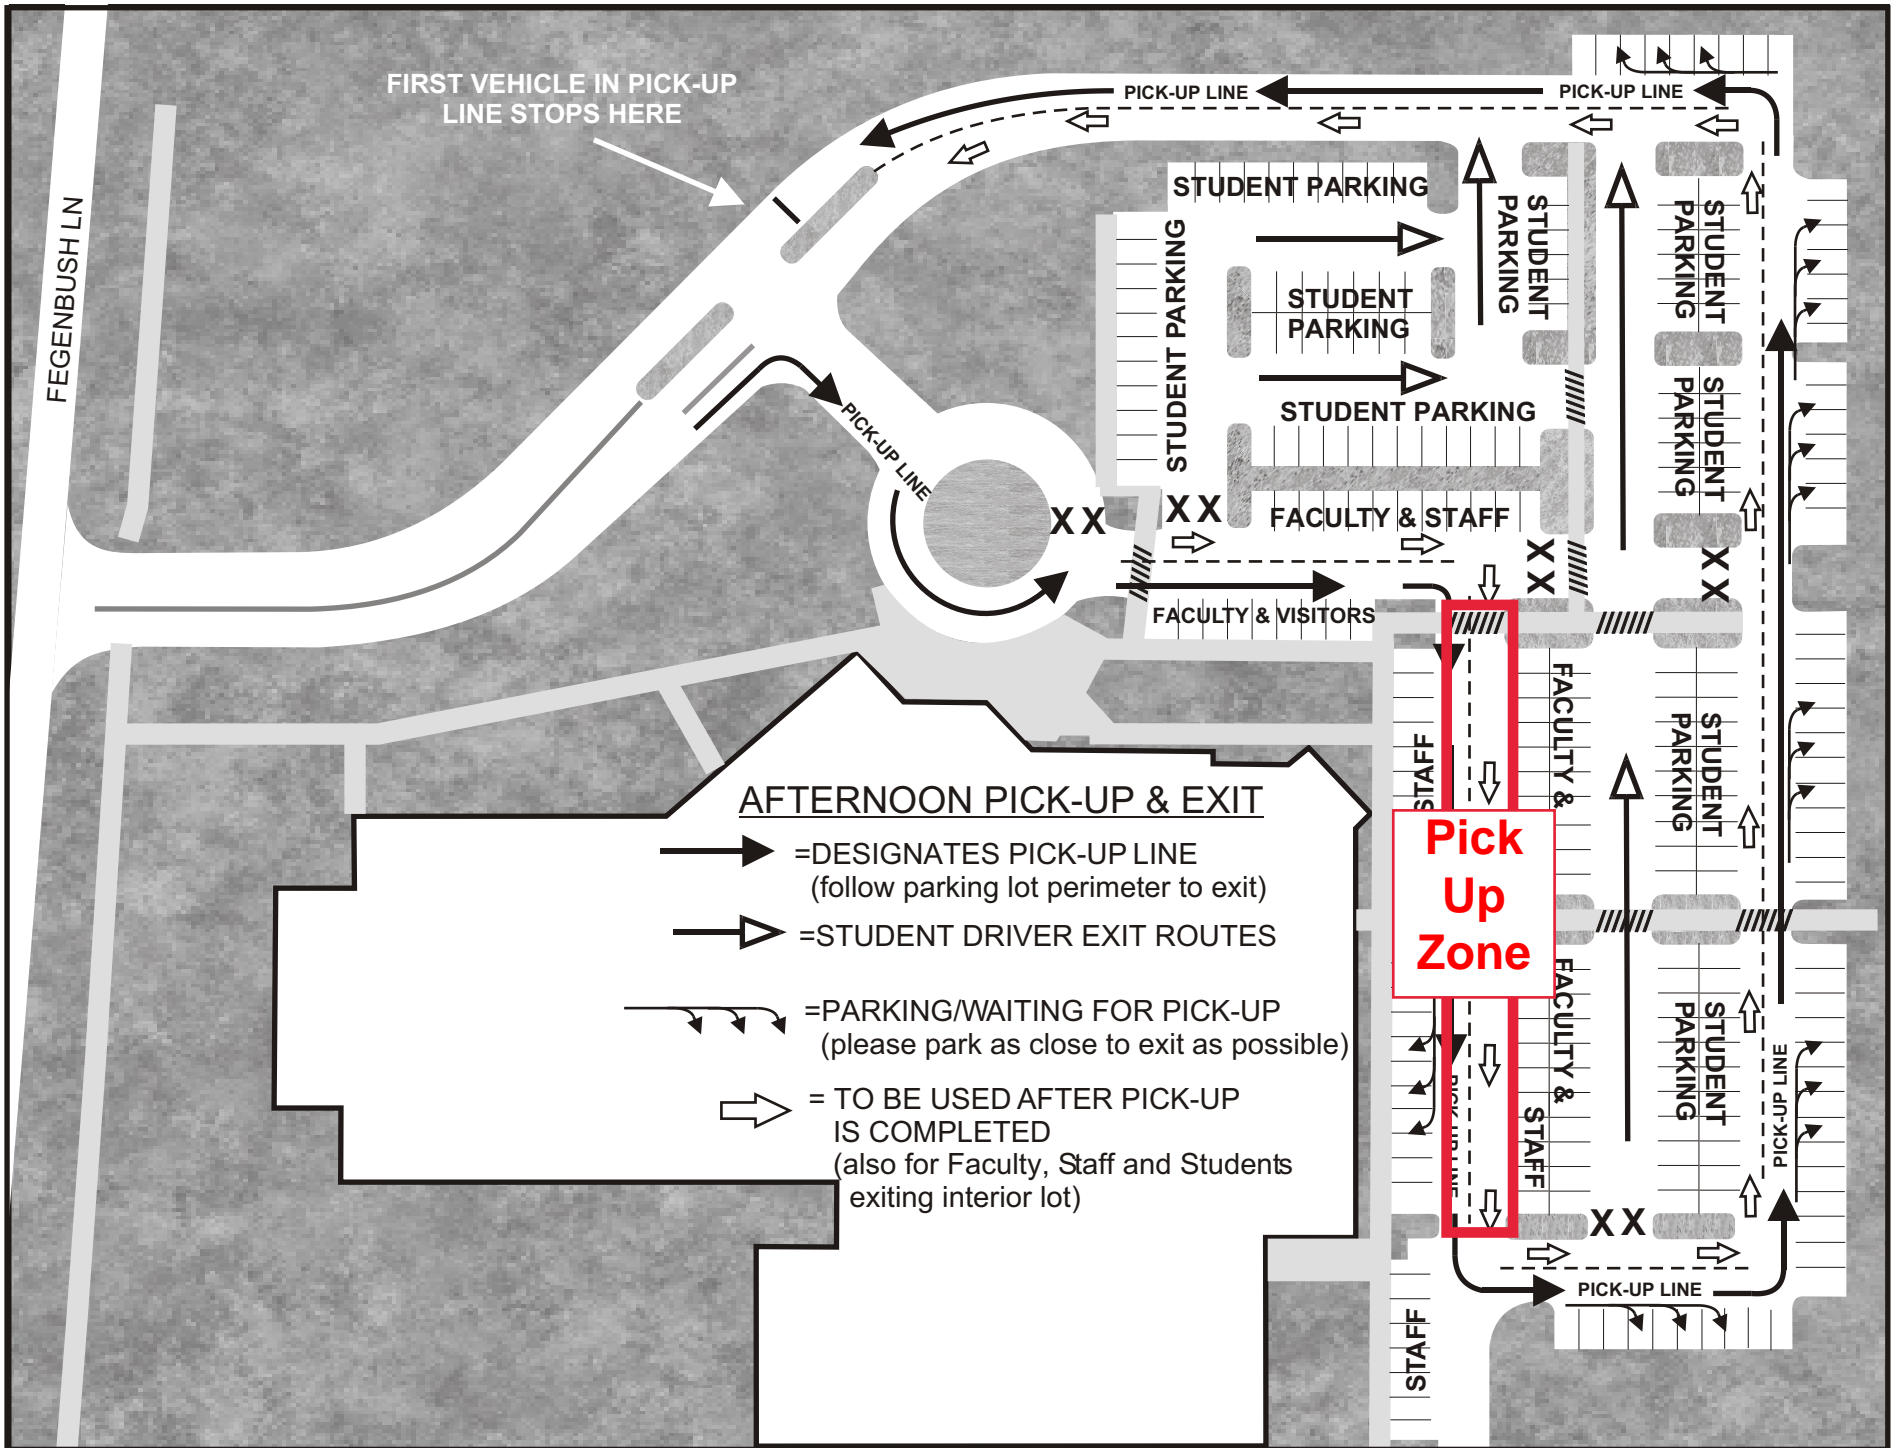 FIRST VEHICLE IN PICK-UP
LINE STOPS HERE
PICK-UP LINE
PICK-UP LINE
FEGENBUSH LN
STUDENT PARKING
STUDENT PARKING
STUDENT
PARKING
STUDENT
PARKING
STUDENT
PARKING
STUDENT PARKING
STUDENT
PARKING
PICK-UP LINE
X X
X X
FACULTY & STAFF
X X
X X
FACULTY & VISITORS
STAFF
FACULTY &
STUDENT
PARKING
Pick
Up
Zone
AFTERNOON PICK-UP & EXIT
=DESIGNATES PICK-UP LINE
(follow parking lot perimeter to exit)
=STUDENT DRIVER EXIT ROUTES
=PARKING/WAITING FOR PICK-UP
(please park as close to exit as possible)
= TO BE USED AFTER PICK-UP
IS COMPLETED
(also for Faculty, Staff and Students
exiting interior lot)
FACULTY &
STAFF
STUDENT
PARKING
PICK-UP LINE
PICK-UP LINE
X X
PICK-UP LINE
STAFF